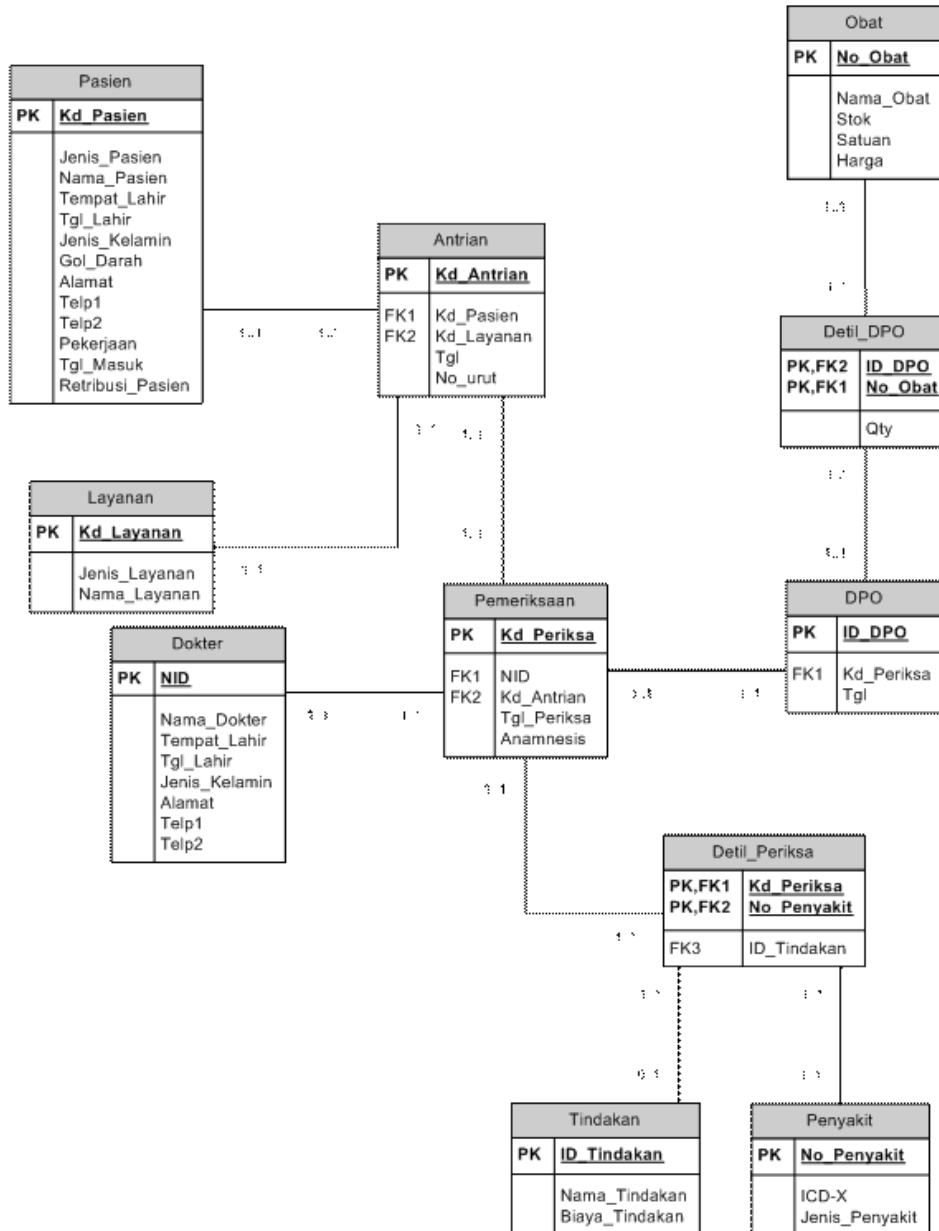 Obat
PK No_Obat
Nama_Obat
Stok
Satuan
Harga
Pasien
PK Kd_Pasien
Jenis_Pasien
Nama_Pasien
Tempat_Lahir
Tgl_Lahir
Jenis_Kelamin
Gol_Darah
Alamat
Telp1
Telp2
Pekerjaan
Tgl_Masuk
Retribusi_Pasien
Antrian
PK Kd_Antrian
FK1 Kd_Pasien
FK2 Kd_Layanan
Tgl
No_urut
Detil_DPO
PK,FK2 ID_DPO
PK,FK1 No_Obat
Qty
Layanan
PK Kd_Layanan
Jenis_Layanan
Nama_Layanan
Pemeriksaan
PK Kd_Periksa
FK1 NID
FK2 Kd_Antrian
Tgl_Periksa
Anamnesis
DPO
PK ID_DPO
FK1 Kd_Periksa
Tgl
Dokter
PK NID
Nama_Dokter
Tempat_Lahir
Tgl_Lahir
Jenis_Kelamin
Alamat
Telp1
Telp2
Detil_Periksa
PK,FK1 Kd_Periksa
PK,FK2 No_Penyakit
FK3 ID_Tindakan
Tindakan
PK ID_Tindakan
Nama_Tindakan
Biaya_Tindakan
Penyakit
PK No_Penyakit
ICD-X
Jenis_Penyakit